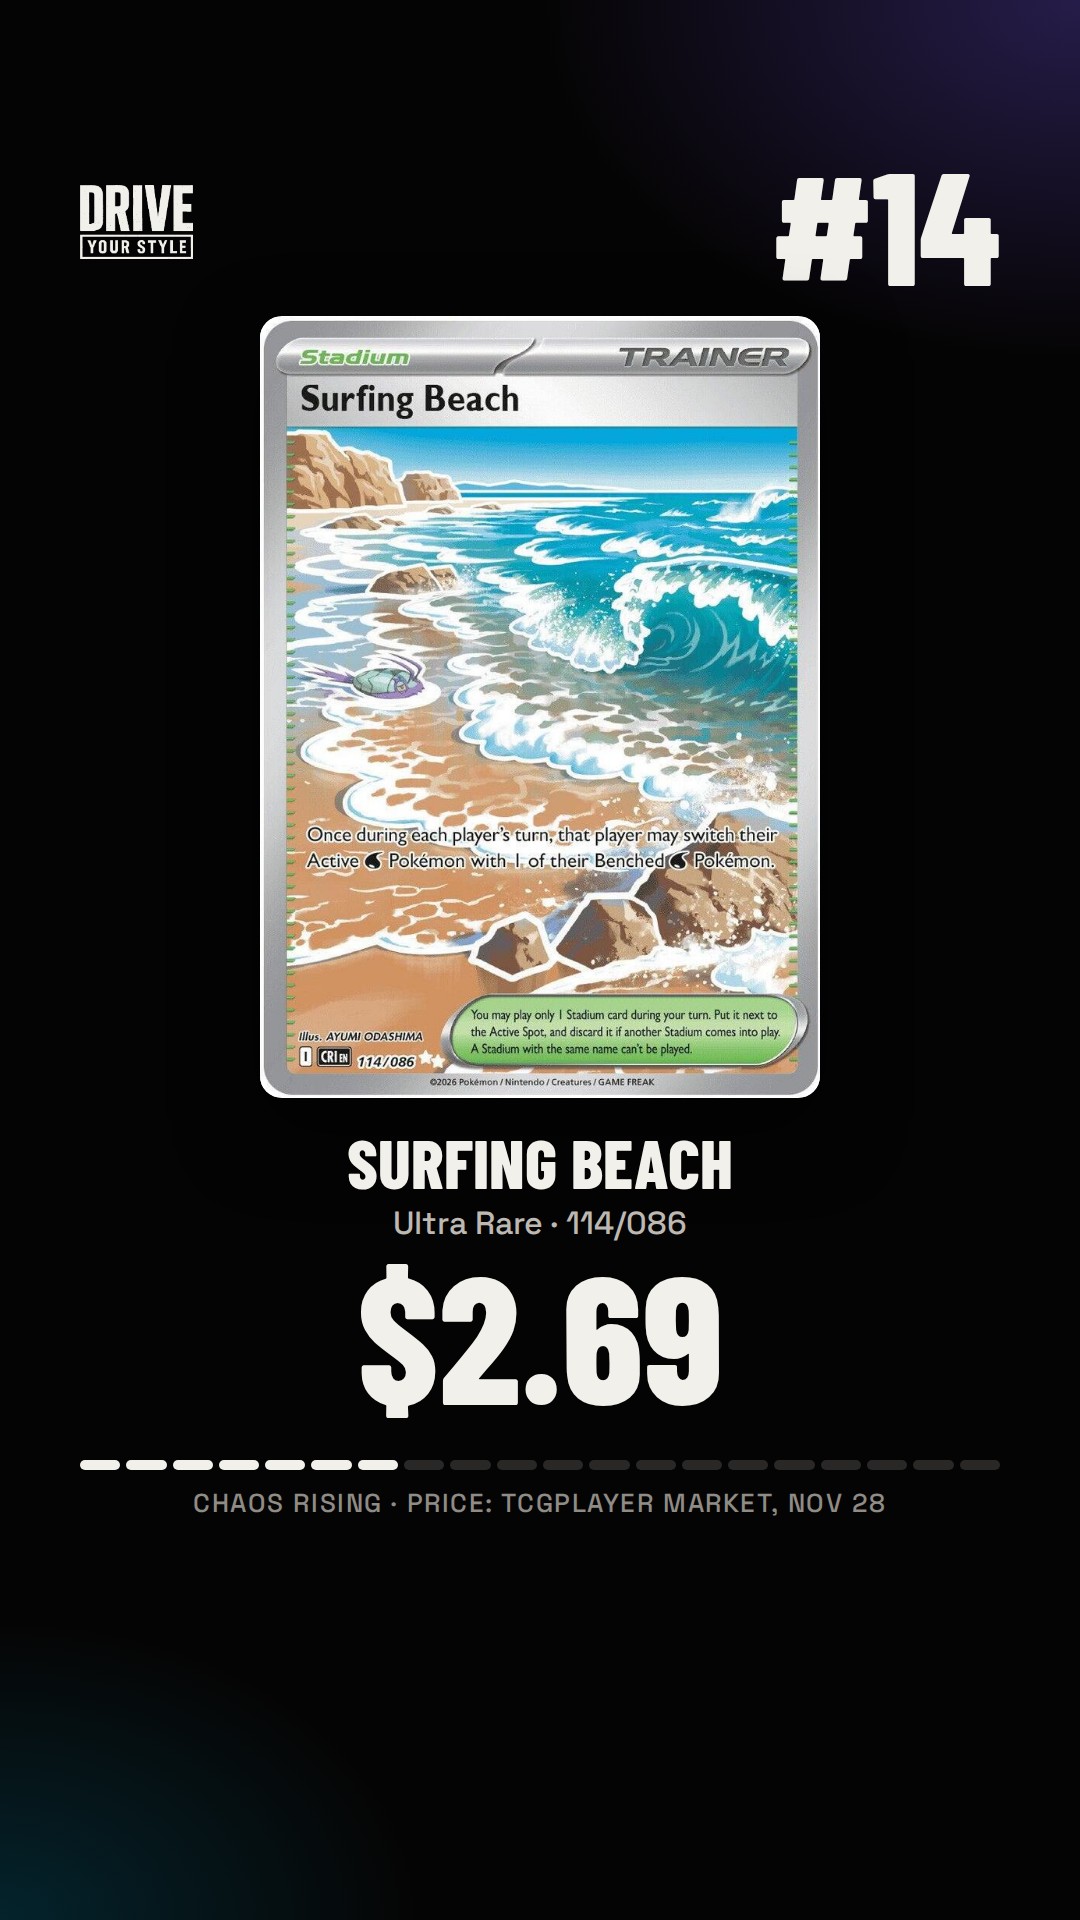 DRIVE
YOUR STYLE
#14
Stadium
TRAINER
Surfing Beach
Once during each player's turn, that player may switch their
Active Pokémon with 1 of their Benched Pokémon.
You may play only 1 Stadium card during your turn. Put it next to
the Active Spot, and discard it if another Stadium comes into play.
A Stadium with the same name can't be played.
Illus. AYUMI ODASHIMA
I CRI EN 114/086
©2026 Pokémon / Nintendo / Creatures / GAME FREAK
SURFING BEACH
Ultra Rare · 114/086
$2.69
CHAOS RISING · PRICE: TCGPLAYER MARKET, NOV 28